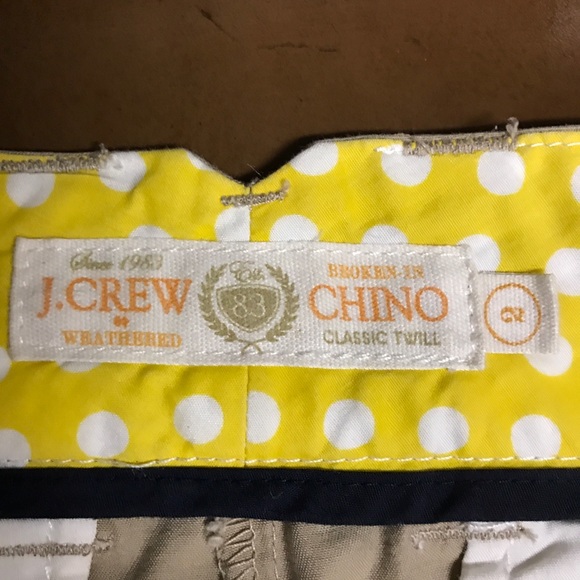 Since 1983
J.CREW
WEATHERED
Est.
83
BROKEN-IN
CHINO
CLASSIC TWILL
2